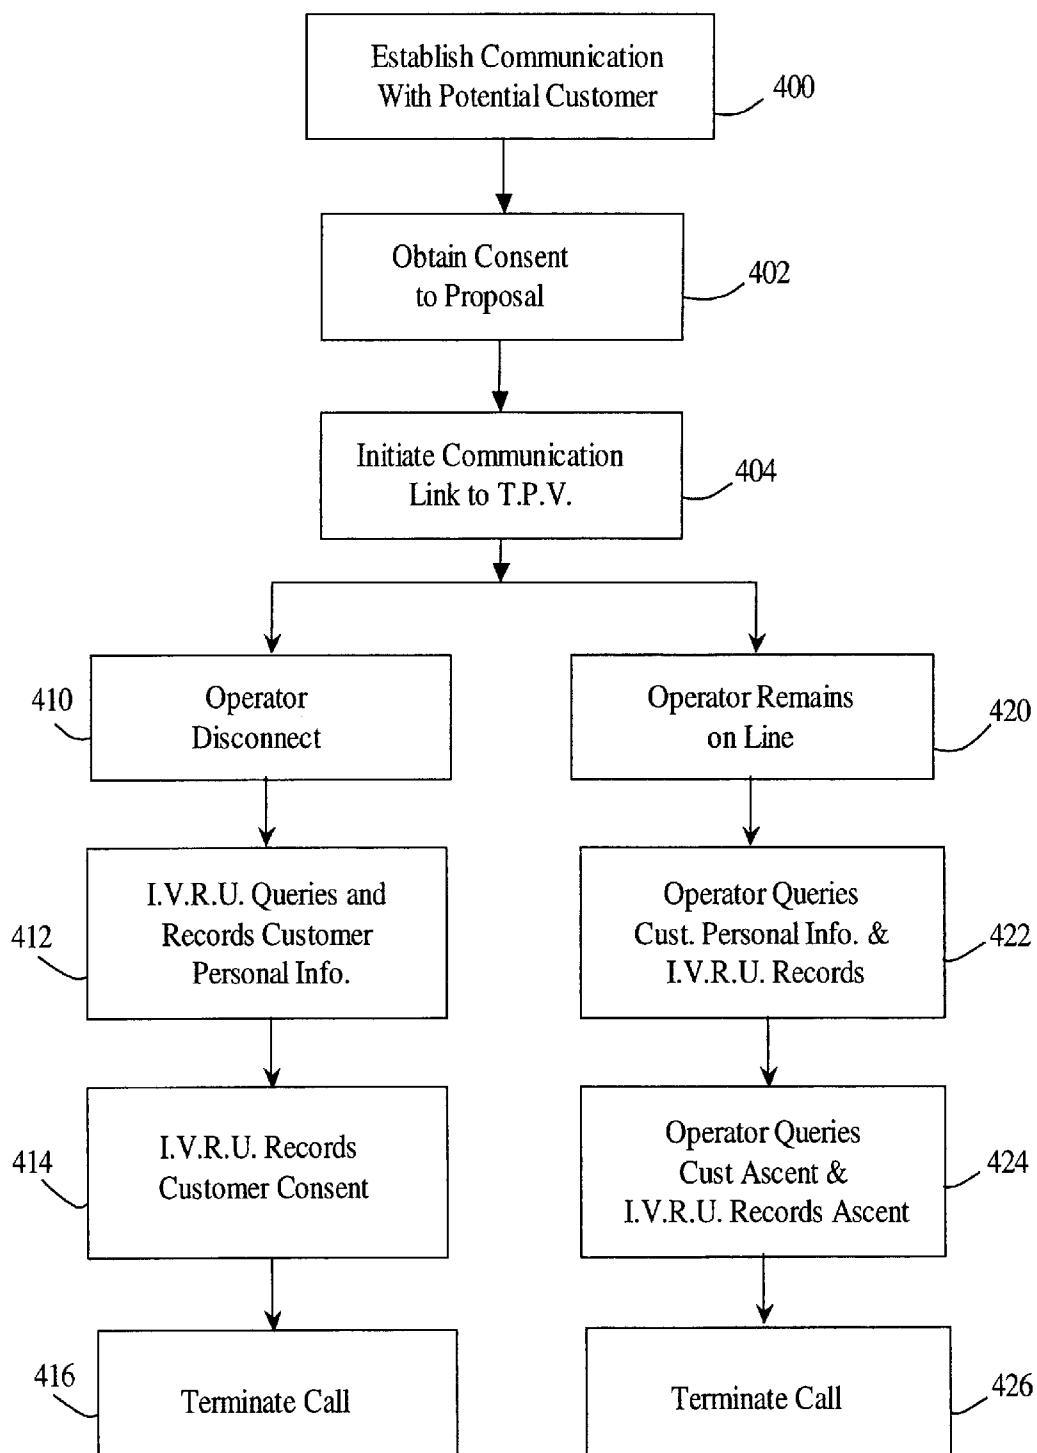 Establish Communication
With Potential Customer
400
Obtain Consent
to Proposal
402
Initiate Communication
Link to T.P.V.
404
410
Operator
Disconnect
Operator Remains
on Line
420
412
I.V.R.U. Queries and
Records Customer
Personal Info.
Operator Queries
Cust. Personal Info. &
I.V.R.U. Records
422
414
I.V.R.U. Records
Customer Consent
Operator Queries
Cust Ascent &
I.V.R.U. Records Ascent
424
416
Terminate Call
Terminate Call
426